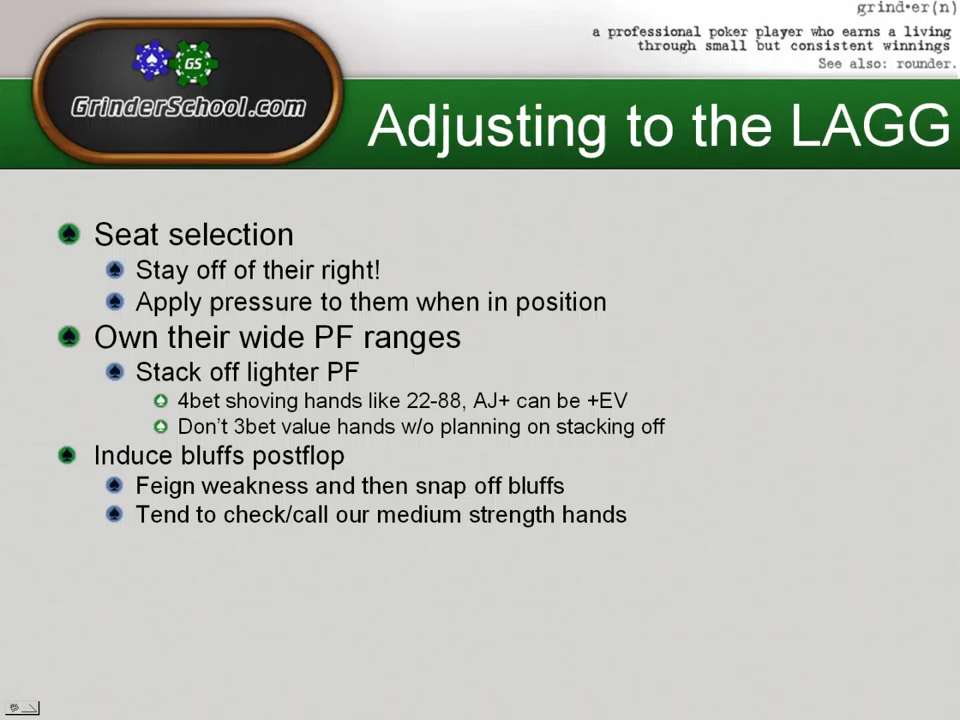 grind•er(n)
a professional poker player who earns a living
through small but consistent winnings
See also: rounder.
GS
GrinderSchool.com
Adjusting to the LAGG
Seat selection
Stay off of their right!
Apply pressure to them when in position
Own their wide PF ranges
Stack off lighter PF
4bet shoving hands like 22-88, AJ+ can be +EV
Don't 3bet value hands w/o planning on stacking off
Induce bluffs postflop
Feign weakness and then snap off bluffs
Tend to check/call our medium strength hands